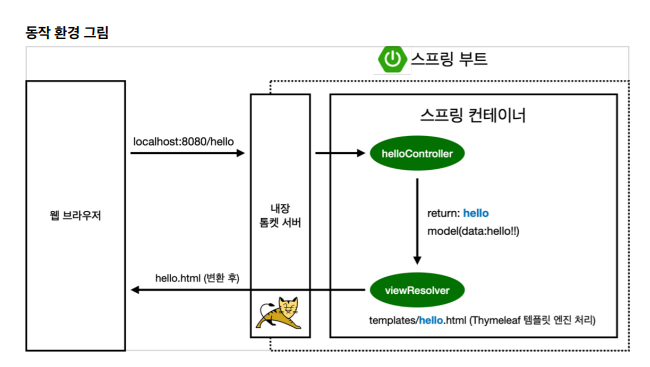 동작 환경 그림
스프링 부트
스프링 컨테이너
localhost:8080/hello
helloController
웹 브라우저
내장
톰켓 서버
return: hello
model(data:hello!!)
hello.html (변환 후)
viewResolver
templates/hello.html (Thymeleaf 템플릿 엔진 처리)